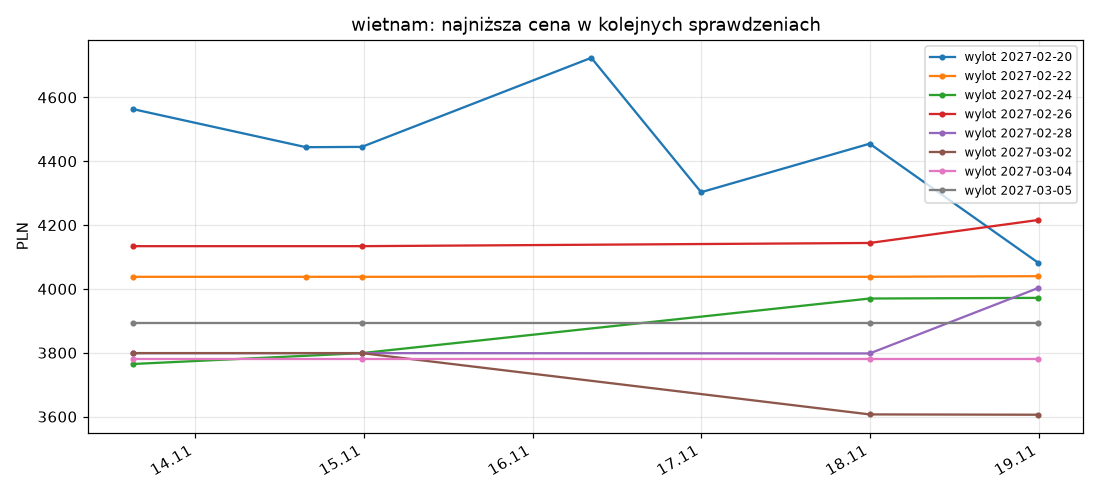 wietnam: najniższa cena w kolejnych sprawdzeniach
wylot 2027-02-20
wylot 2027-02-22
wylot 2027-02-24
wylot 2027-02-26
wylot 2027-02-28
wylot 2027-03-02
wylot 2027-03-04
wylot 2027-03-05
PLN
4600
4400
4200
4000
3800
3600
14.11
15.11
16.11
17.11
18.11
19.11